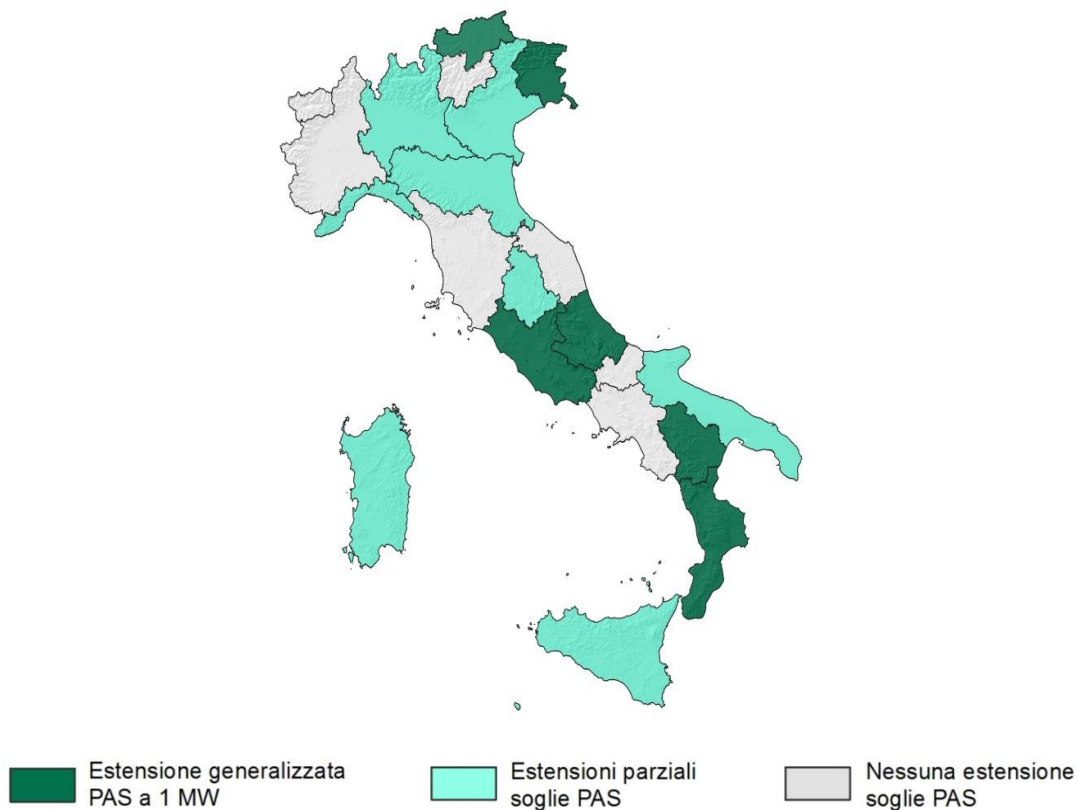 Estensione generalizzata
PAS a 1 MW
Estensioni parziali
soglie PAS
Nessuna estensione
soglie PAS